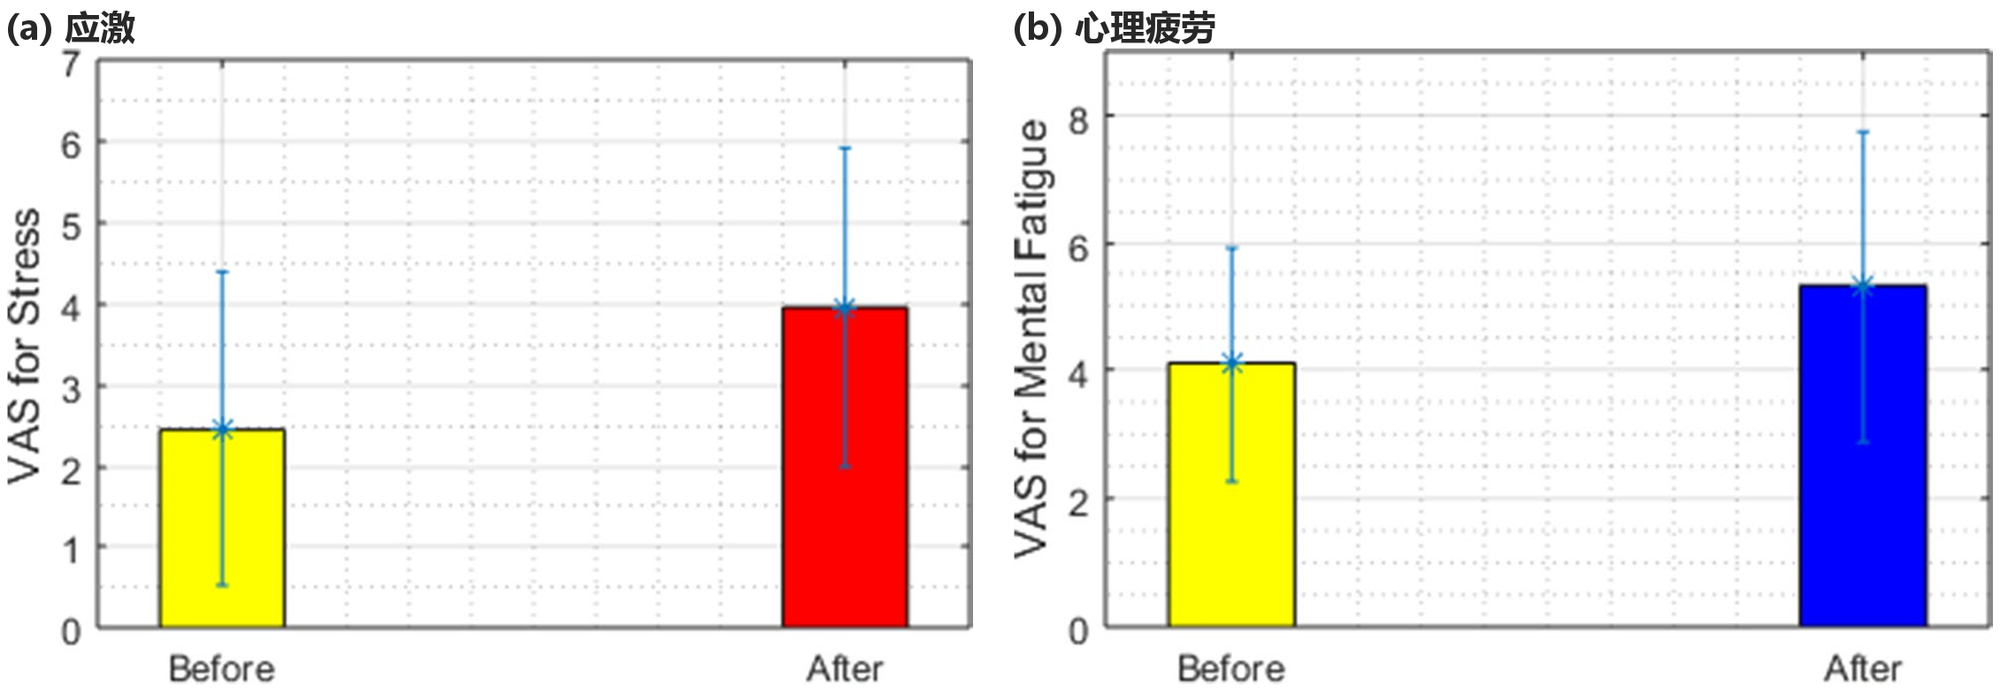 (a) 应激
VAS for Stress
7
6
5
4
3
2
1
0
Before
After
(b) 心理疲劳
VAS for Mental Fatigue
8
6
4
2
0
Before
After